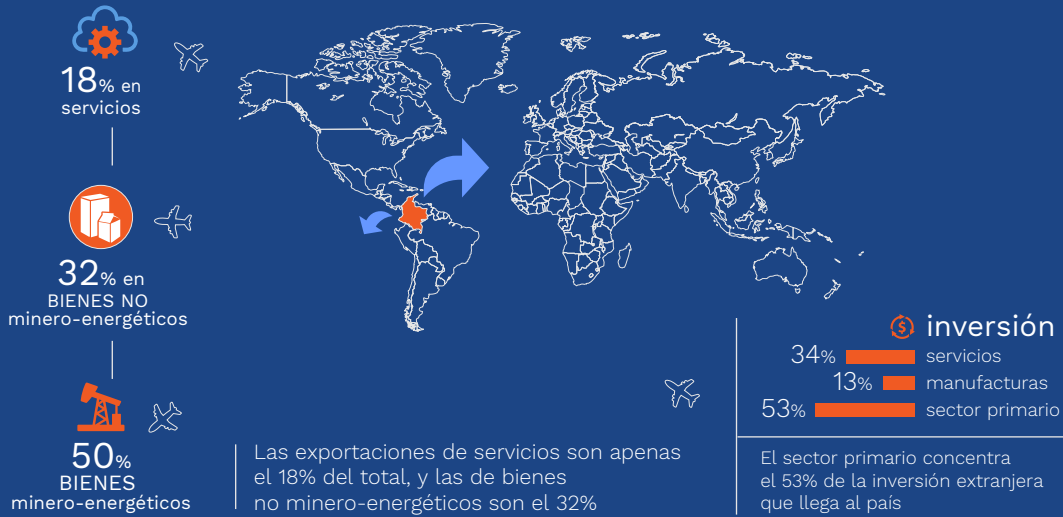 18% en
servicios
32% en
BIENES NO
minero-energéticos
50%
BIENES
minero-energéticos
Las exportaciones de servicios son apenas
el 18% del total, y las de bienes
no minero-energéticos son el 32%
$ inversión
34% servicios
13% manufacturas
53% sector primario
El sector primario concentra
el 53% de la inversión extranjera
que llega al país